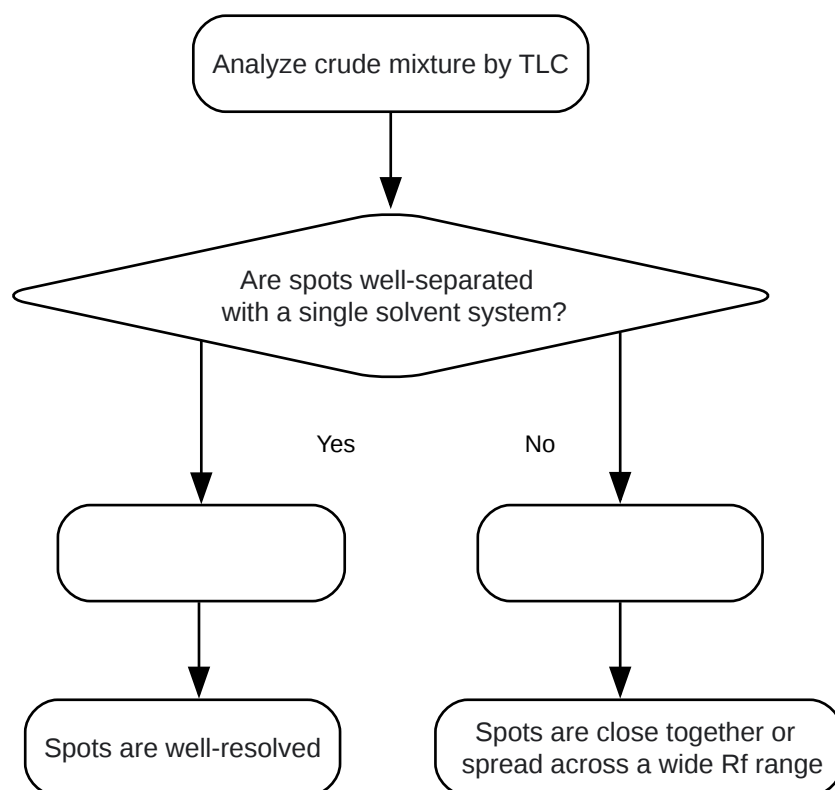 Analyze crude mixture by TLC
Are spots well-separated
with a single solvent system?
Yes
No
Spots are well-resolved
Spots are close together or
spread across a wide Rf range